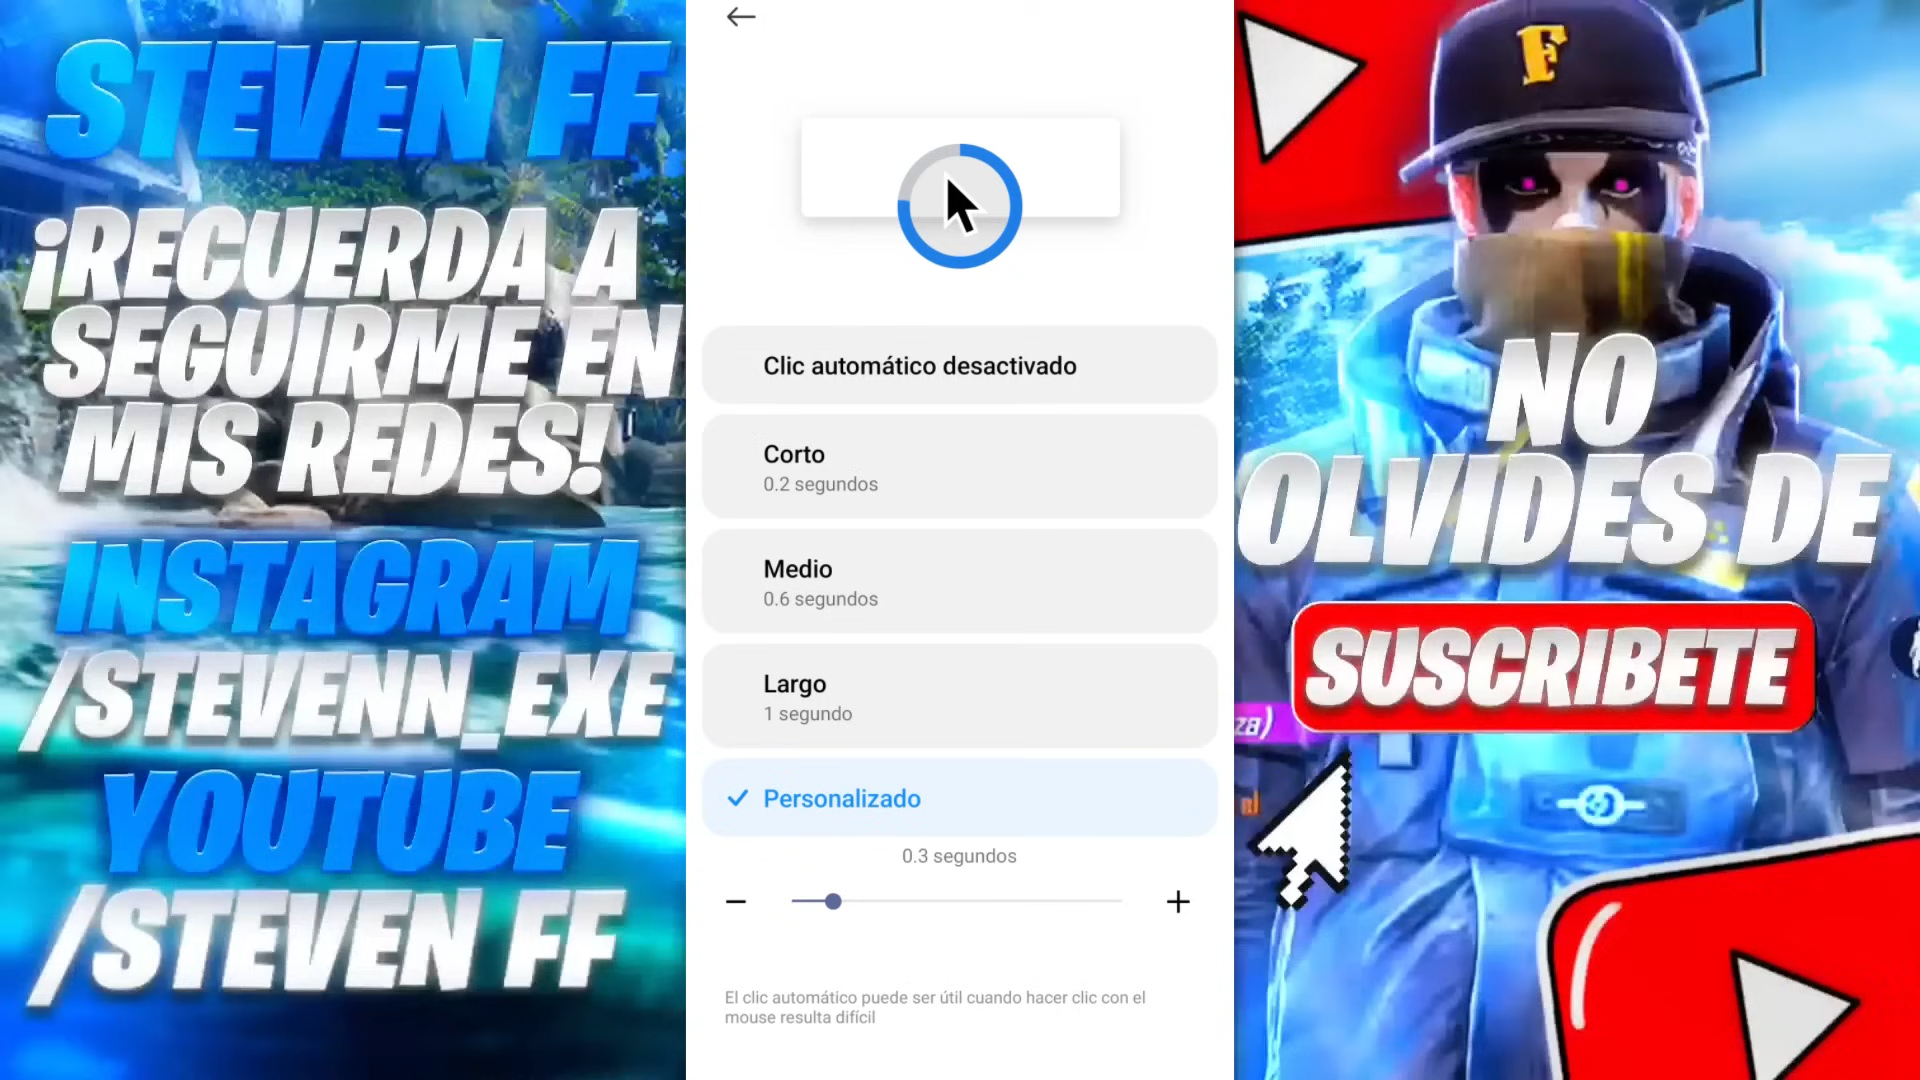 STEVEN FF
¡RECUERDA A
SEGUIRME EN
MIS REDES!
INSTAGRAM
/STEVENN_EXE
YOUTUBE
/STEVEN FF
Clic automático desactivado
Corto
0.2 segundos
Medio
0.6 segundos
Largo
1 segundo
Personalizado
0.3 segundos
El clic automático puede ser útil cuando hacer clic con el
mouse resulta difícil
F
NO
OLVIDES DE
SUSCRIBETE
za)